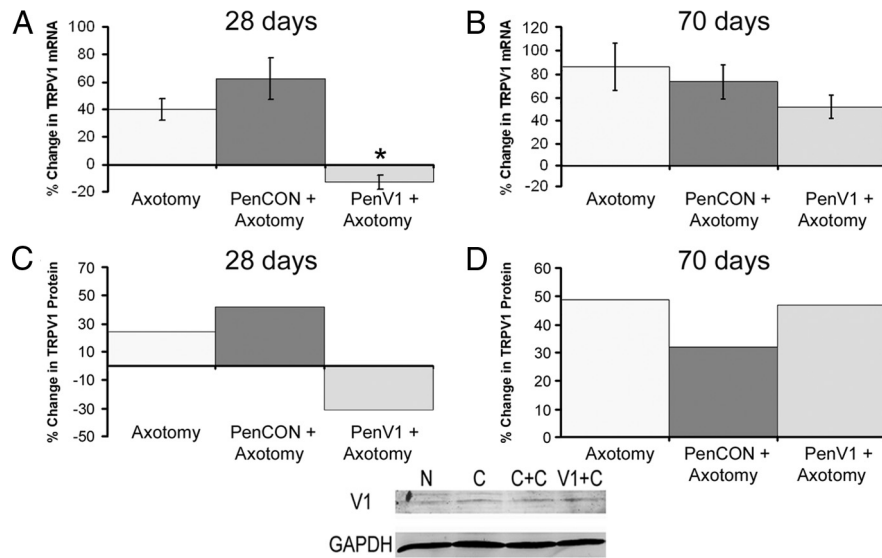 A
28 days
% Change in TRPV1 mRNA
100
80
60
40
20
0
-20
*
Axotomy
PenCON +
Axotomy
PenV1 +
Axotomy
B
70 days
% Change in TRPV1 mRNA
120
100
80
60
40
20
0
-20
Axotomy
PenCON +
Axotomy
PenV1 +
Axotomy
C
28 days
% Change in TRPV1 Protein
70
50
30
10
-10
-30
-50
Axotomy
PenCON +
Axotomy
PenV1 +
Axotomy
D
70 days
% Change in TRPV1 Protein
60
50
40
30
20
10
0
Axotomy
PenCON +
Axotomy
PenV1 +
Axotomy
N C C+C V1+C
V1
GAPDH